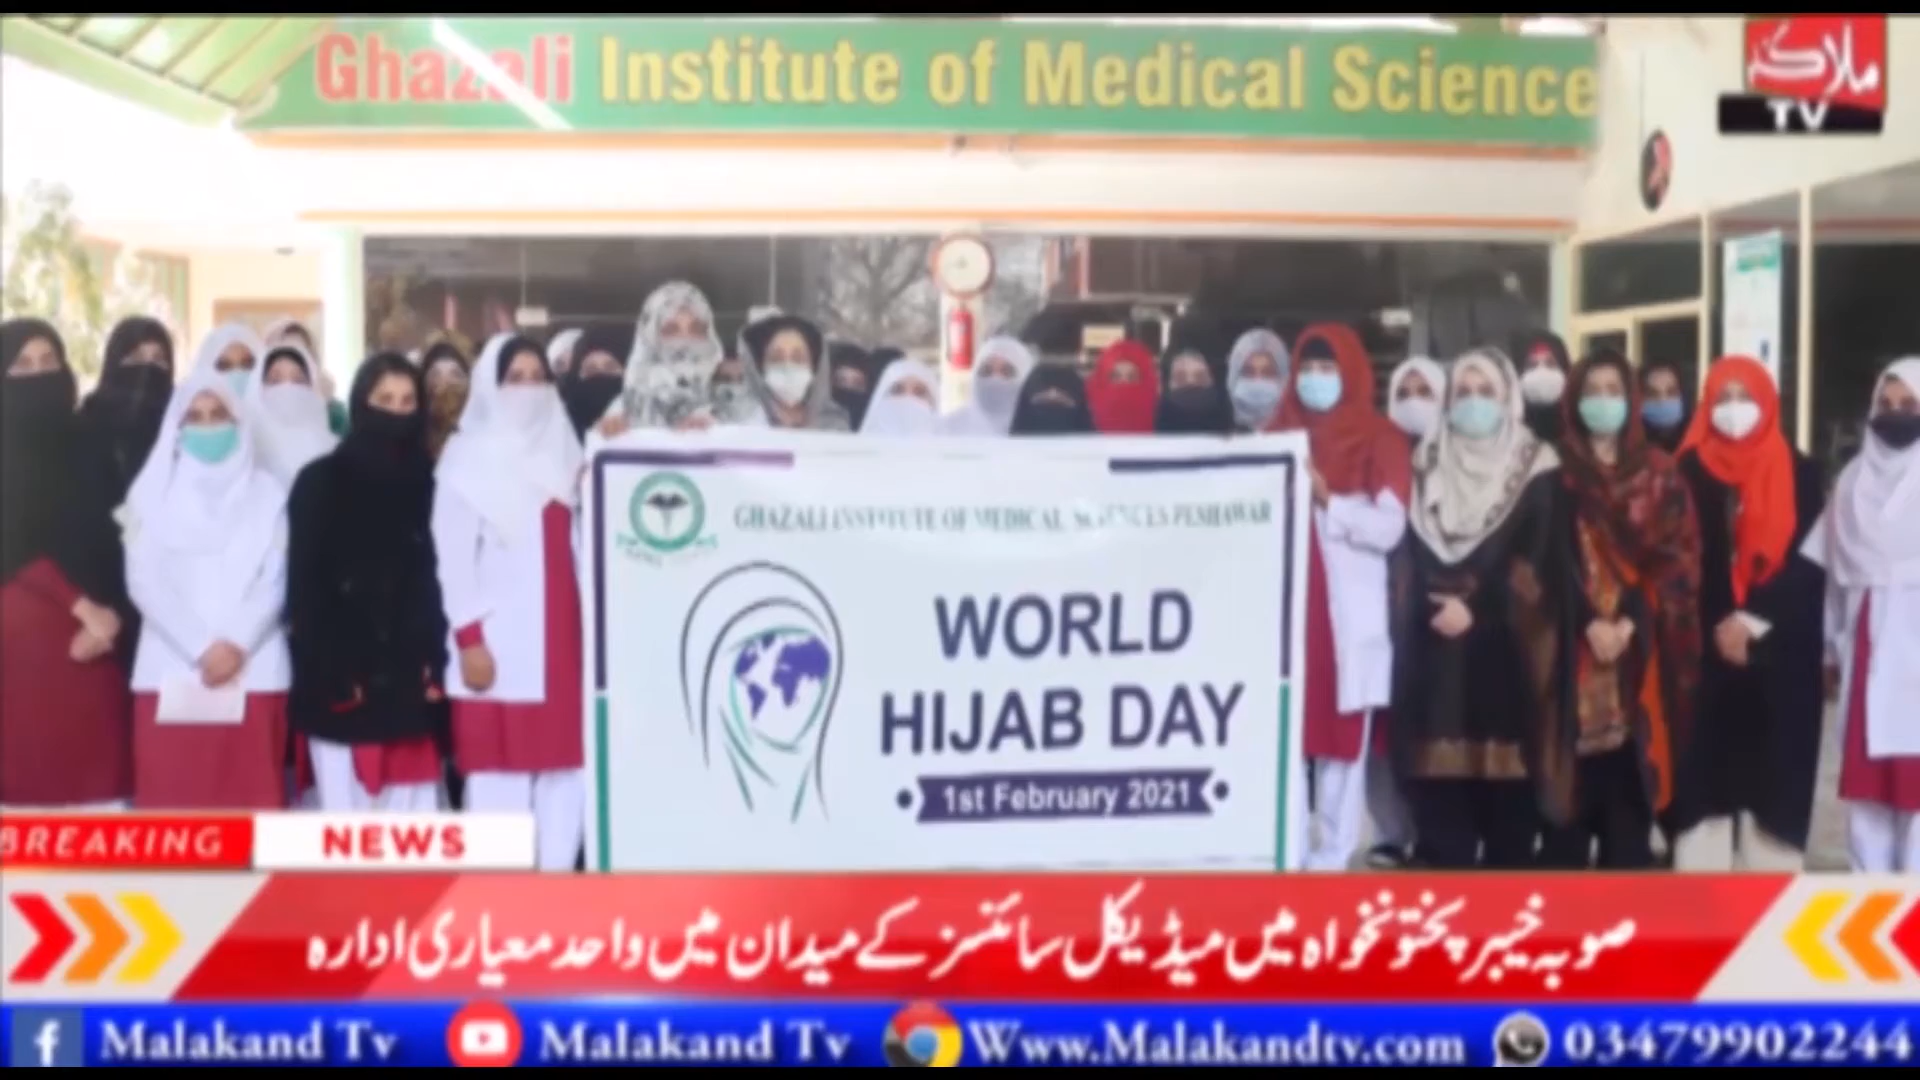 Ghazali Institute of Medical Science
ملاکنڈ
TV
GHAZALI INSTITUTE OF MEDICAL SCIENCES PESHAWAR
WORLD
HIJAB DAY
1st February 2021
BREAKING NEWS
صوبہ خیبر پختونخواہ میں میڈیکل سائنسز کے میدان میں واحد معیاری ادارہ
Malakand Tv Malakand Tv Www.Malakandtv.com 03479902244